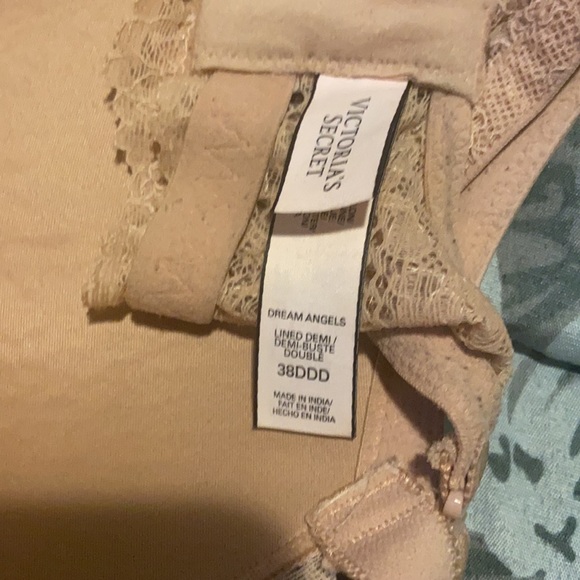 VICTORIA'S
SECRET
DREAM ANGELS
LINED DEMI /
DEMI-BUSTE
DOUBLE
38DDD
MADE IN INDIA/
FAIT EN INDE/
HECHO EN INDIA